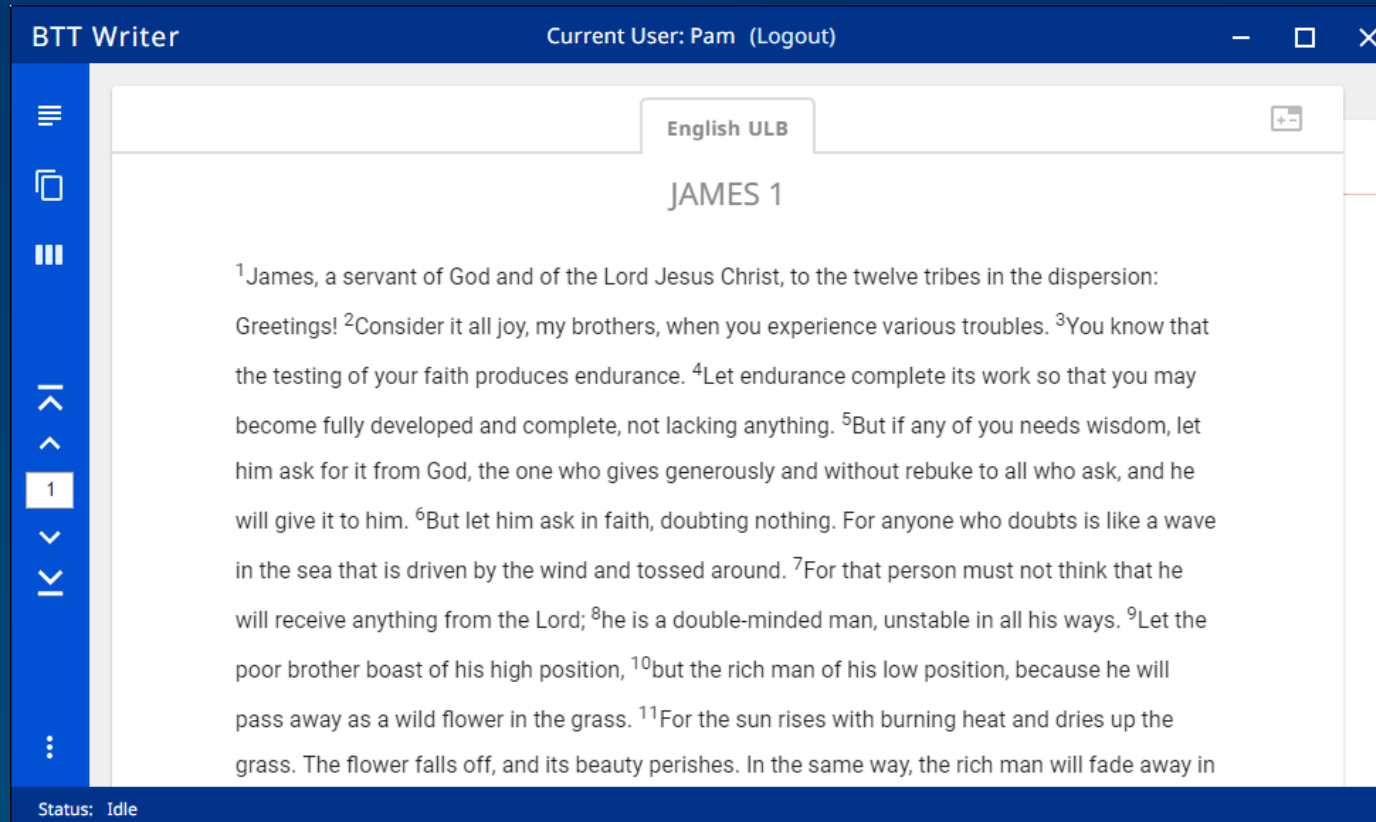 BTT Writer
Current User: Pam (Logout)
English ULB
JAMES 1
1James, a servant of God and of the Lord Jesus Christ, to the twelve tribes in the dispersion:
Greetings! 2Consider it all joy, my brothers, when you experience various troubles. 3You know that
the testing of your faith produces endurance. 4Let endurance complete its work so that you may
become fully developed and complete, not lacking anything. 5But if any of you needs wisdom, let
him ask for it from God, the one who gives generously and without rebuke to all who ask, and he
will give it to him. 6But let him ask in faith, doubting nothing. For anyone who doubts is like a wave
in the sea that is driven by the wind and tossed around. 7For that person must not think that he
will receive anything from the Lord; 8he is a double-minded man, unstable in all his ways. 9Let the
poor brother boast of his high position, 10but the rich man of his low position, because he will
pass away as a wild flower in the grass. 11For the sun rises with burning heat and dries up the
grass. The flower falls off, and its beauty perishes. In the same way, the rich man will fade away in
1
Status: Idle